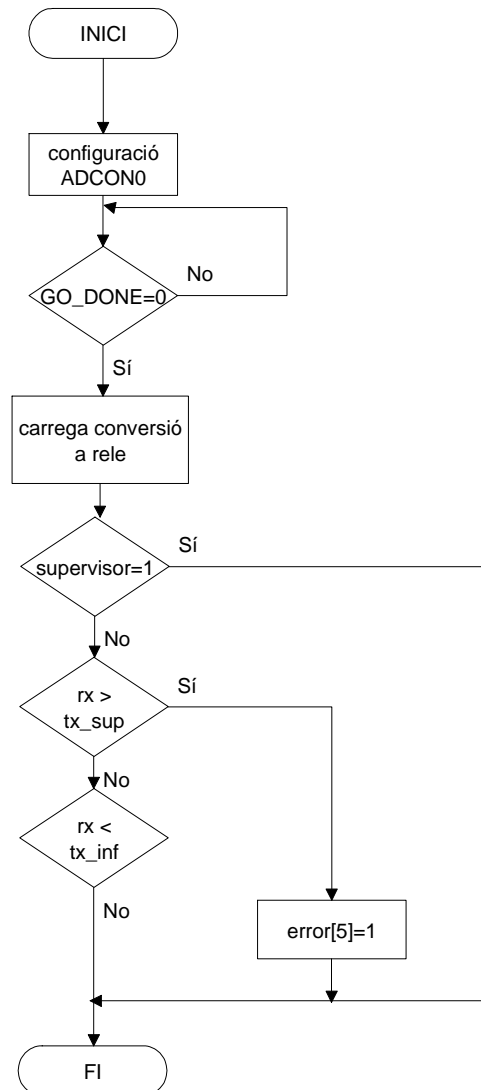 INICI
configuració
ADCON0
GO_DONE=0
No
Sí
carrega conversió
a rele
supervisor=1
Sí
No
rx >
tx_sup
Sí
No
rx <
tx_inf
No
error[5]=1
FI